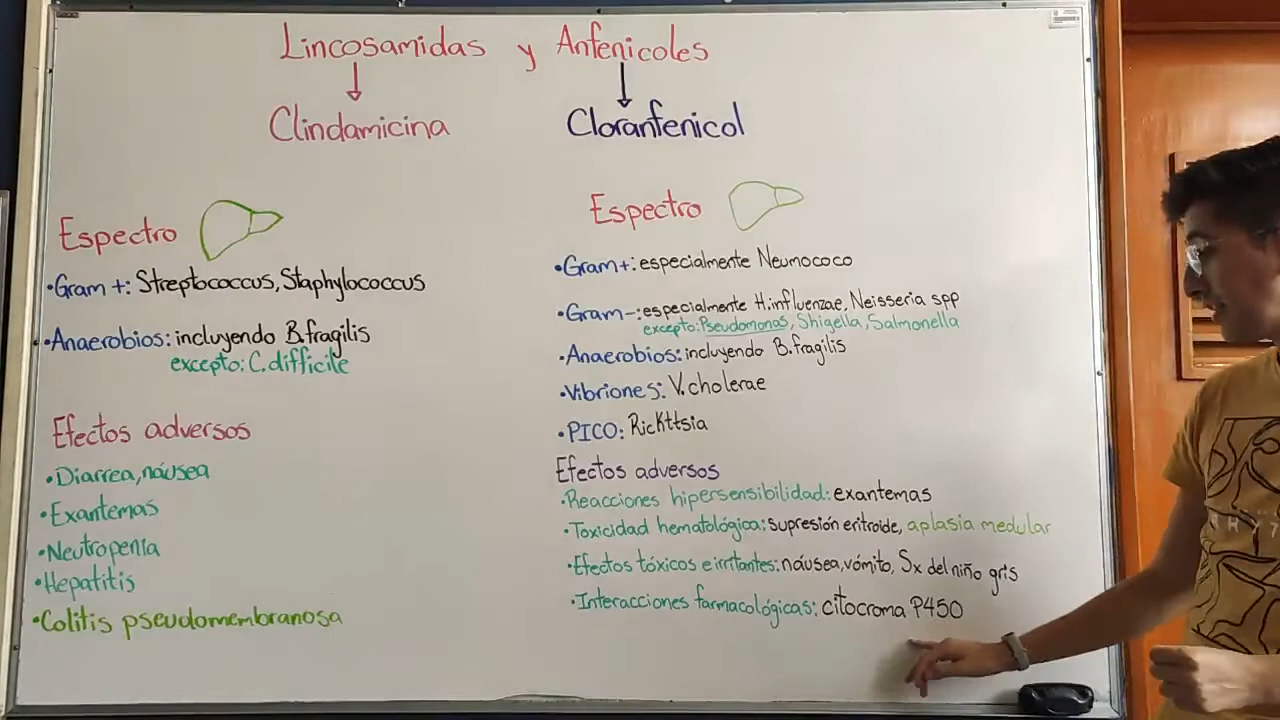 Lincosamidas y Anfenicoles
Clindamicina
Cloranfenicol
Espectro
•Gram +: Streptococcus, Staphylococcus
•Anaerobios: incluyendo B.fragilis
excepto: C.difficile
Efectos adversos
•Diarrea, náusea
•Exantemas
•Neutropenia
•Hepatitis
•Colitis pseudomembranosa
Espectro
•Gram+: especialmente Neumococo
•Gram-: especialmente H.influenzae, Neisseria spp
excepto: Pseudomonas, Shigella, Salmonella
•Anaerobios: incluyendo B.fragilis
•Vibriones: V.cholerae
•PICO: Rickttsia
Efectos adversos
•Reacciones hipersensibilidad: exantemas
•Toxicidad hematológica: supresión eritroide, aplasia medular
•Efectos tóxicos e irritantes: náusea, vómito, Sx del niño gris
•Interacciones farmacológicas: citocroma P450